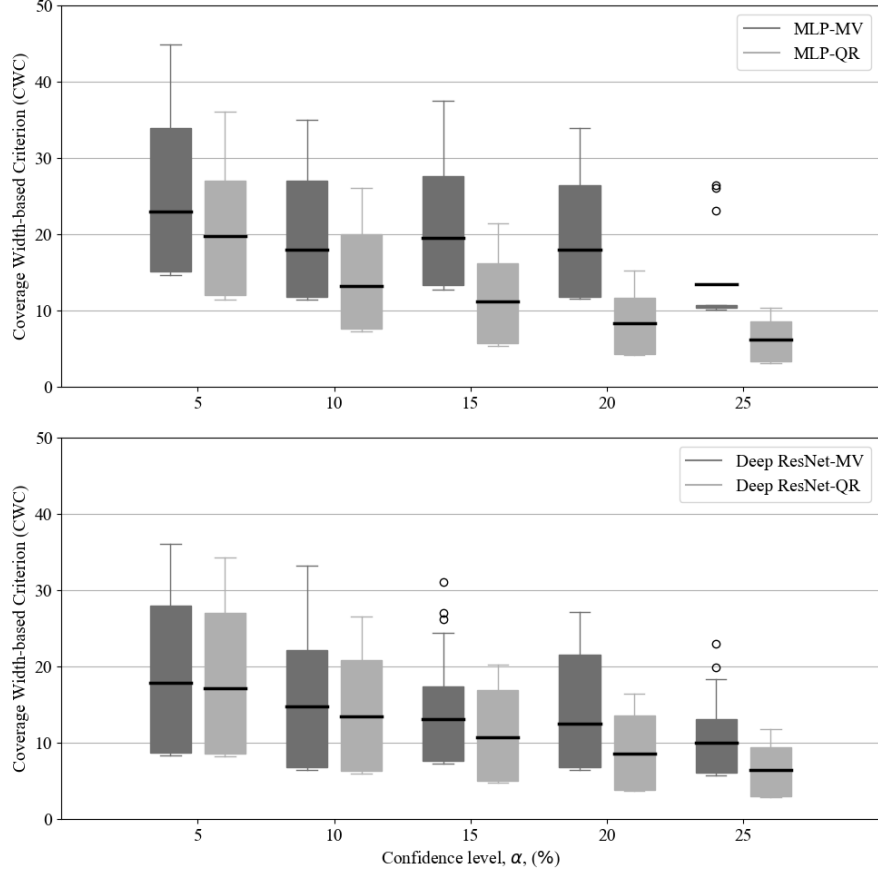 50
40
30
20
10
0
Coverage Width-based Criterion (CWC)
MLP-MV
MLP-QR
5 10 15 20 25
50
40
30
20
10
0
Coverage Width-based Criterion (CWC)
Deep ResNet-MV
Deep ResNet-QR
5 10 15 20 25
Confidence level, α, (%)